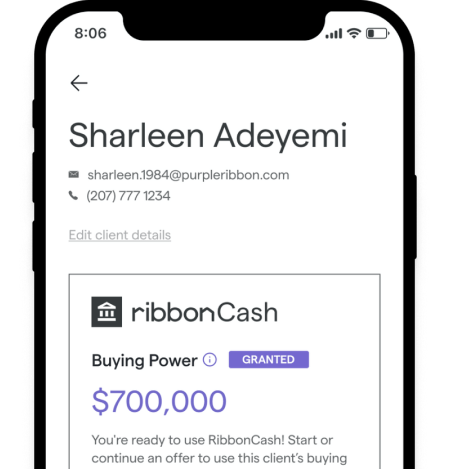 8:06
Sharleen Adeyemi
sharleen.1984@purpleribbon.com
(207) 777 1234
Edit client details
ribbonCash
Buying Power GRANTED
$700,000
You're ready to use RibbonCash! Start or
continue an offer to use this client's buying